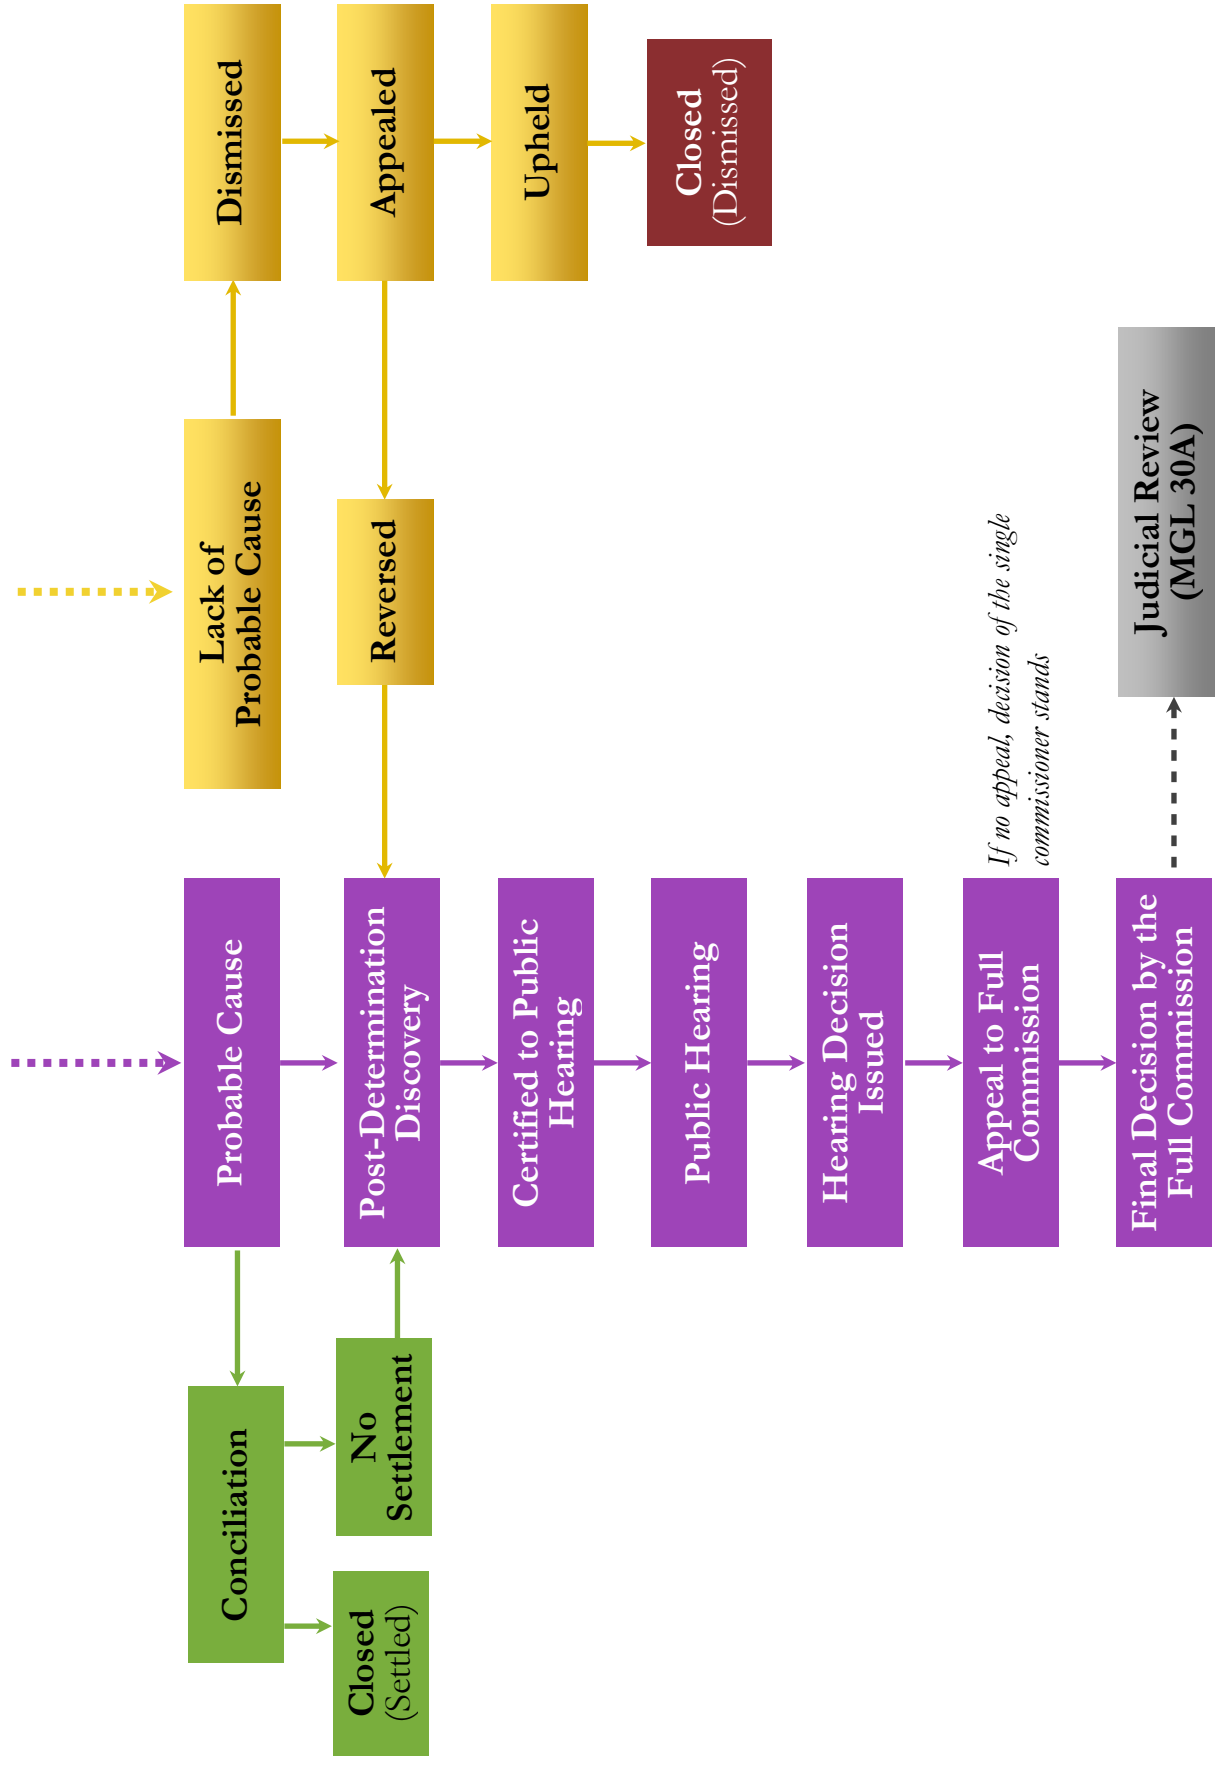 Probable Cause
Lack of
Probable Cause
Dismissed
Conciliation
Closed
(Settled)
No
Settlement
Post-Determination
Discovery
Reversed
Appealed
Certified to Public
Hearing
Upheld
Public Hearing
Closed
(Dismissed)
Hearing Decision
Issued
Appeal to Full
Commission
If no appeal, decision of the single
commissioner stands
Final Decision by the
Full Commission
Judicial Review
(MGL 30A)